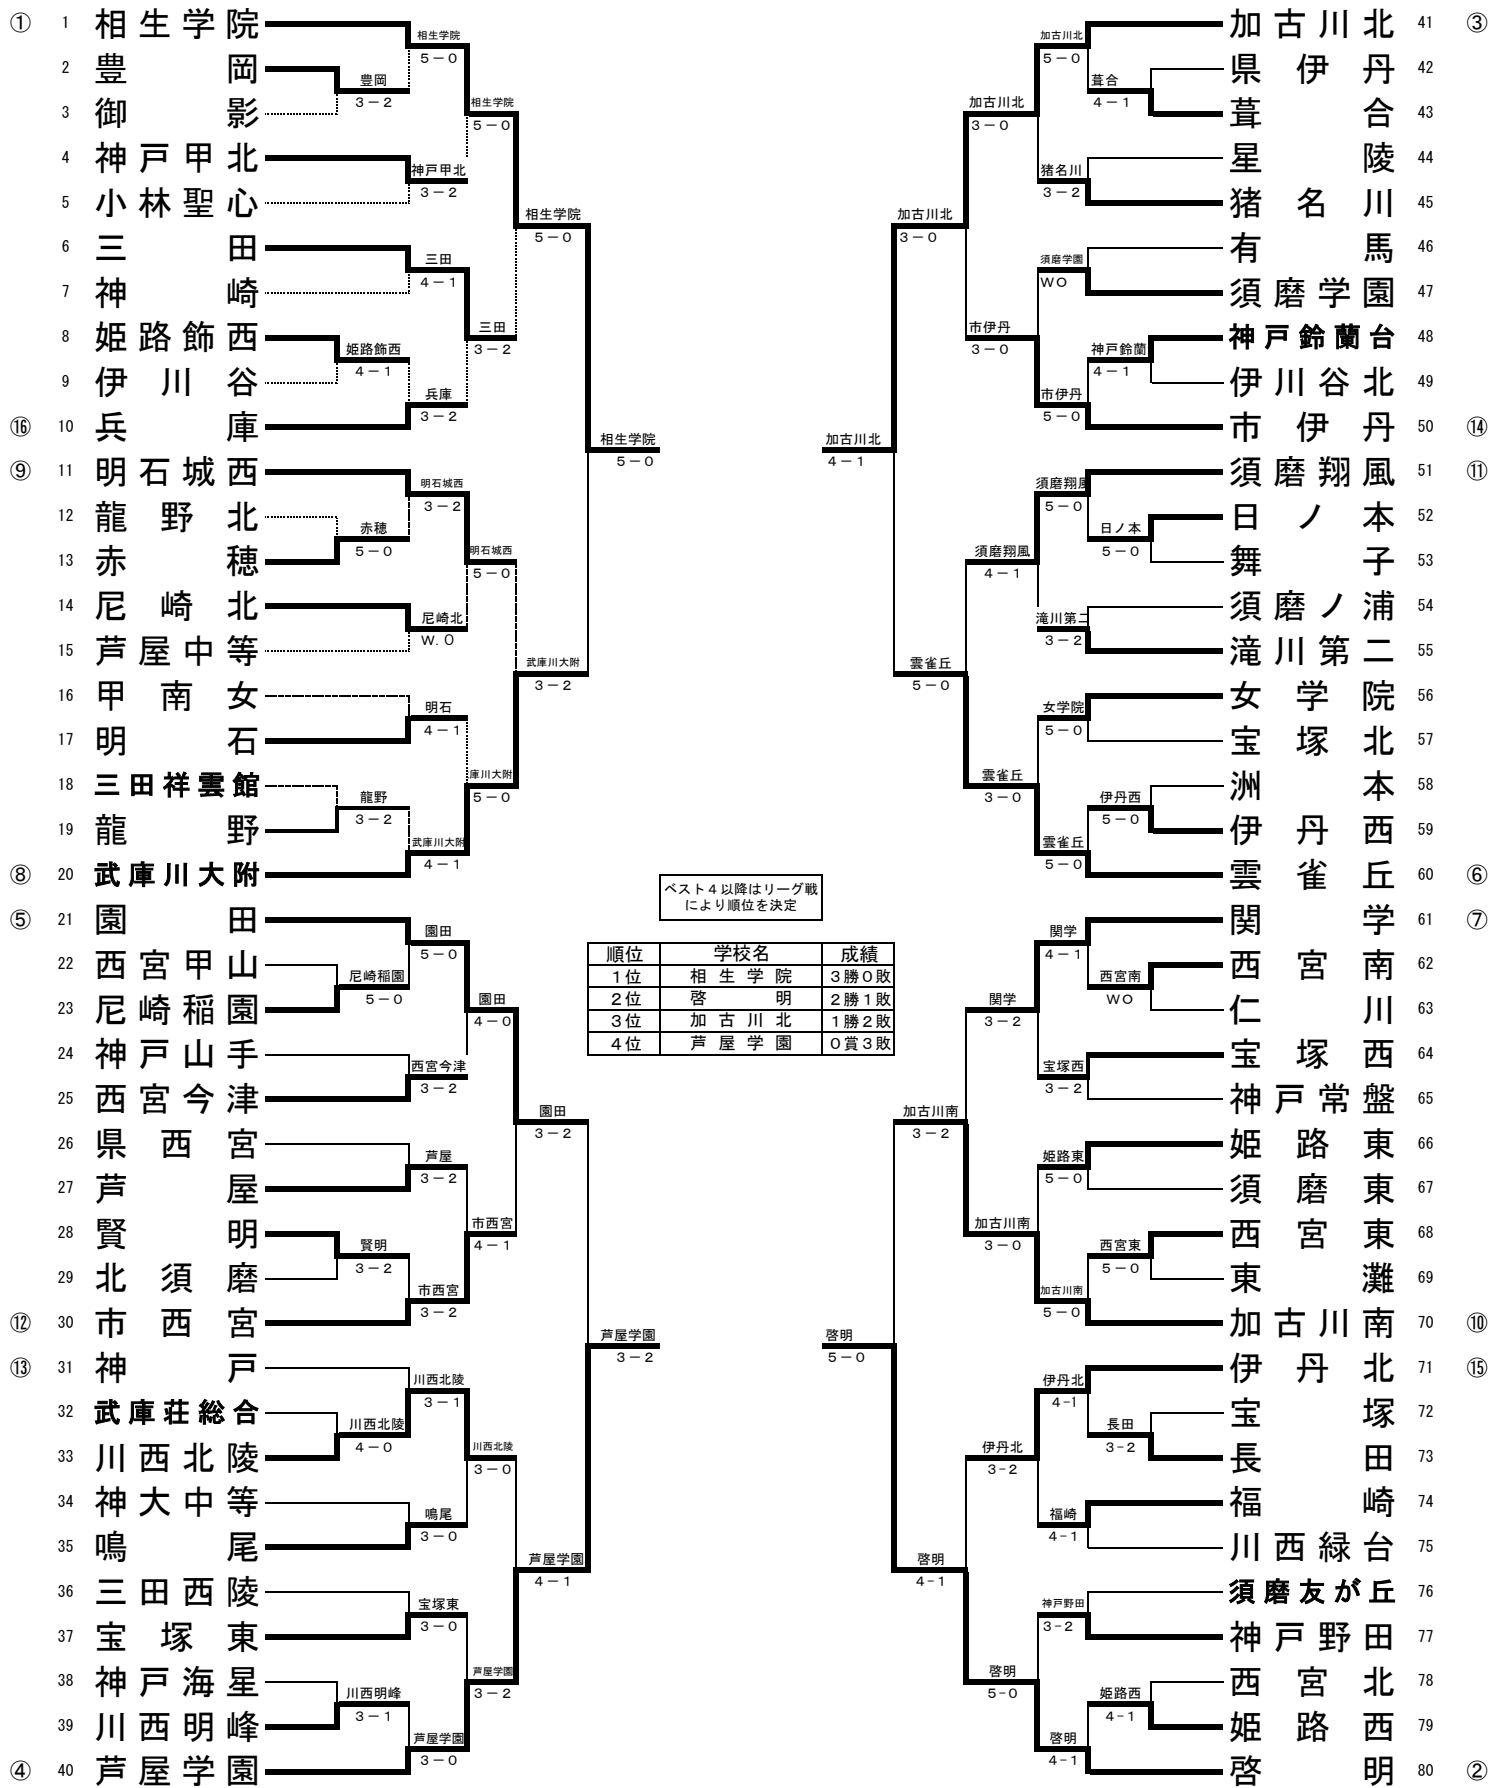 ① 1 相生学院
2 豊岡
3 御影
4 神戸甲北
5 小林聖心
6 三田
7 神崎
8 姫路飾西
9 伊川谷
⑯ 10 兵庫
⑨ 11 明石城西
12 龍野北
13 赤穂
14 尼崎北
15 芦屋中等
16 甲南女
17 明石
18 三田祥雲館
19 龍野
⑧ 20 武庫川大附
⑤ 21 園田
22 西宮甲山
23 尼崎稲園
24 神戸山手
25 西宮今津
26 県西宮
27 芦屋
28 賢明
29 北須磨
⑫ 30 市西宮
⑬ 31 神戸
32 武庫荘総合
33 川西北陵
34 神大中等
35 鳴尾
36 三田西陵
37 宝塚東
38 神戸海星
39 川西明峰
④ 40 芦屋学園
豊岡
3－2
姫路飾西
4－1
赤穂
5－0
龍野
3－2
尼崎稲園
5－0
賢明
3－2
川西北陵
4－0
川西明峰
3－1
相生学院
5－0
神戸甲北
3－2
三田
4－1
兵庫
3－2
明石城西
3－2
尼崎北
W.O
明石
4－1
武庫川大附
4－1
園田
5－0
西宮今津
3－2
芦屋
3－2
市西宮
3－2
川西北陵
3－1
鳴尾
3－0
宝塚東
3－0
芦屋学園
3－0
相生学院
5－0
三田
3－2
明石城西
5－0
庫川大附
5－0
園田
4－0
市西宮
4－1
川西北陵
3－0
芦屋学園
3－2
相生学院
5－0
武庫川大附
3－2
園田
3－2
芦屋学園
4－1
相生学院
5－0
芦屋学園
3－2
ベスト４以降はリーグ戦
により順位を決定
順位 学校名 成績
1位 相生学院 3勝0敗
2位 啓明 2勝1敗
3位 加古川北 1勝2敗
4位 芦屋学園 0賞3敗
加古川北
4－1
啓明
5－0
加古川北
3－0
雲雀丘
5－0
加古川南
3－2
啓明
4-1
加古川北
3－0
市伊丹
3－0
須磨翔風
4－1
雲雀丘
3－0
関学
3－2
加古川南
3－0
伊丹北
3-2
啓明
5-0
加古川北
5－0
猪名川
3－2
須磨学園
WO
市伊丹
5－0
須磨翔風
5－0
滝川第二
3－2
女学院
5－0
雲雀丘
5－0
関学
4－1
宝塚西
3－2
姫路東
5－0
加古川南
5－0
伊丹北
4-1
福崎
4-1
神戸野田
3-2
啓明
4-1
葺合
4－1
神戸鈴蘭
4－1
日ノ本
5－0
伊丹西
5－0
西宮南
WO
西宮東
5－0
長田
3-2
姫路西
4-1
加古川北 41 ③
県伊丹 42
葺合 43
星陵 44
猪名川 45
有馬 46
須磨学園 47
神戸鈴蘭台 48
伊川谷北 49
市伊丹 50 ⑭
須磨翔風 51 ⑪
日ノ本 52
舞子 53
須磨ノ浦 54
滝川第二 55
女学院 56
宝塚北 57
洲本 58
伊丹西 59
雲雀丘 60 ⑥
関学 61 ⑦
西宮南 62
仁川 63
宝塚西 64
神戸常盤 65
姫路東 66
須磨東 67
西宮東 68
東灘 69
加古川南 70 ⑩
伊丹北 71 ⑮
宝塚 72
長田 73
福崎 74
川西緑台 75
須磨友が丘 76
神戸野田 77
西宮北 78
姫路西 79
啓明 80 ②